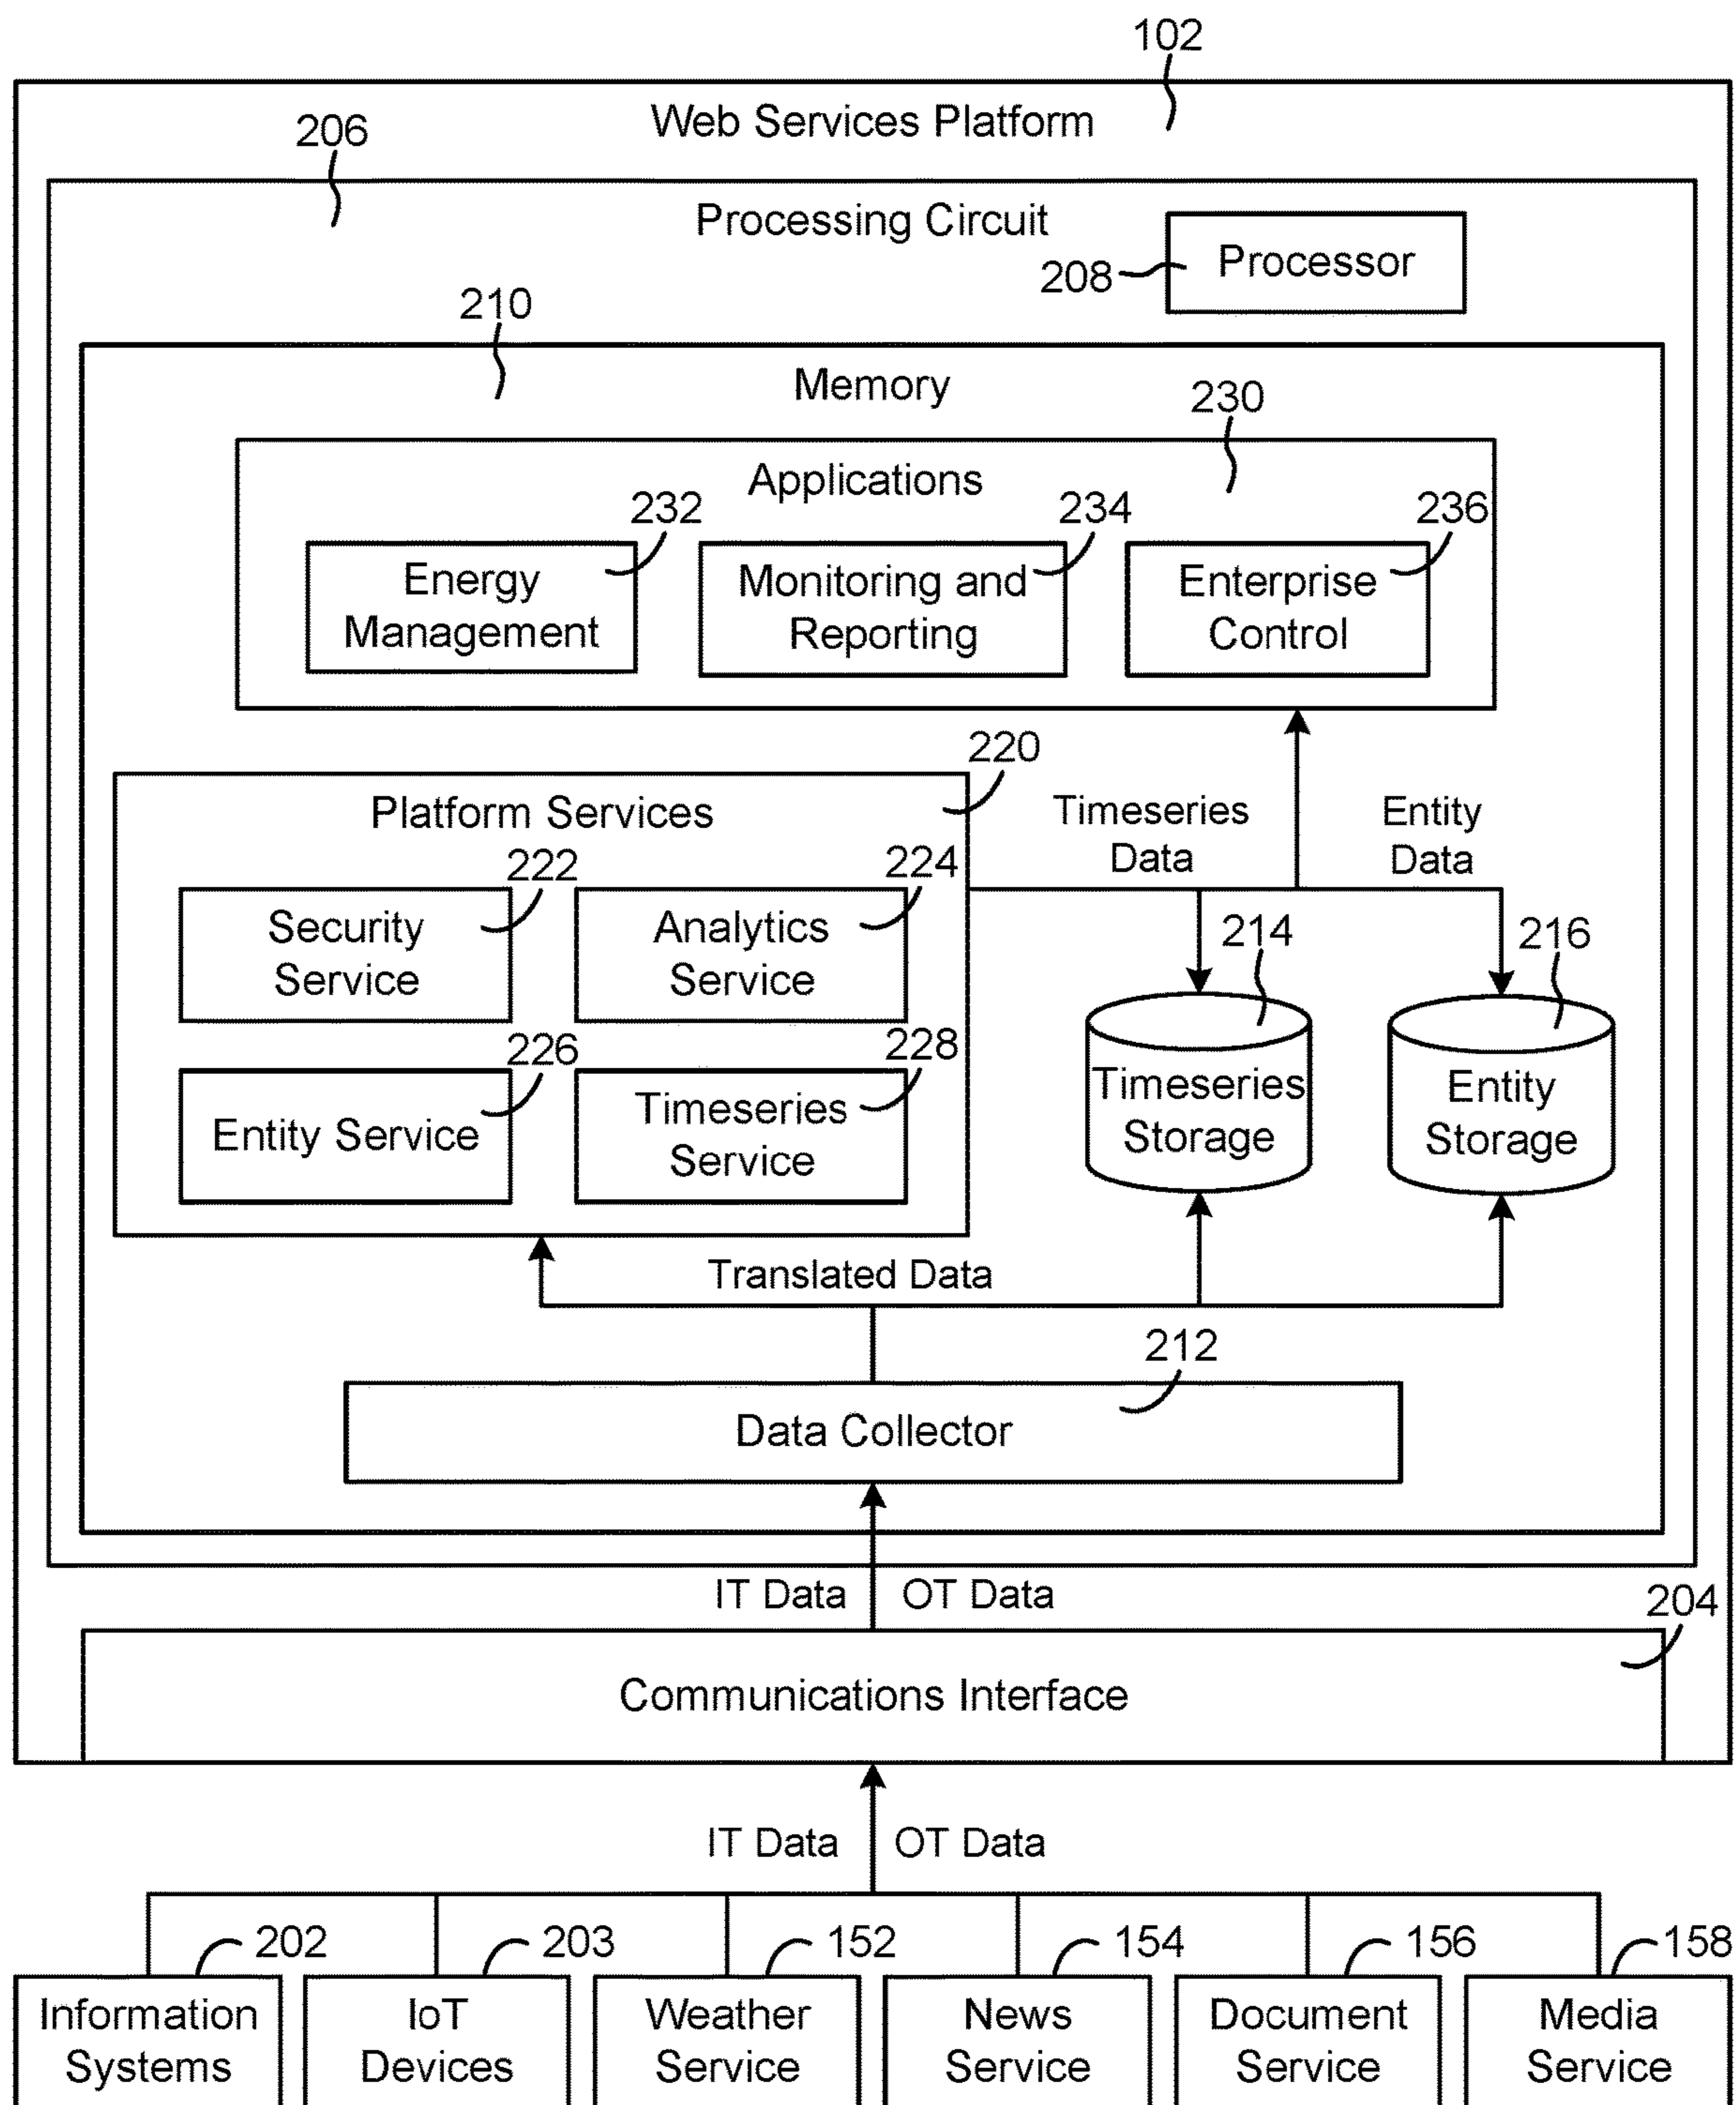 102
Web Services Platform
206
Processing Circuit
208
Processor
210
Memory
230
Applications
232
234
236
Energy
Management
Monitoring and
Reporting
Enterprise
Control
220
Platform Services
222
224
Security
Service
Analytics
Service
226
228
Entity Service
Timeseries
Service
Timeseries
Data
Entity
Data
214
216
Timeseries
Storage
Entity
Storage
Translated Data
212
Data Collector
IT Data
OT Data
204
Communications Interface
IT Data
OT Data
202
203
152
154
156
158
Information
Systems
IoT
Devices
Weather
Service
News
Service
Document
Service
Media
Service